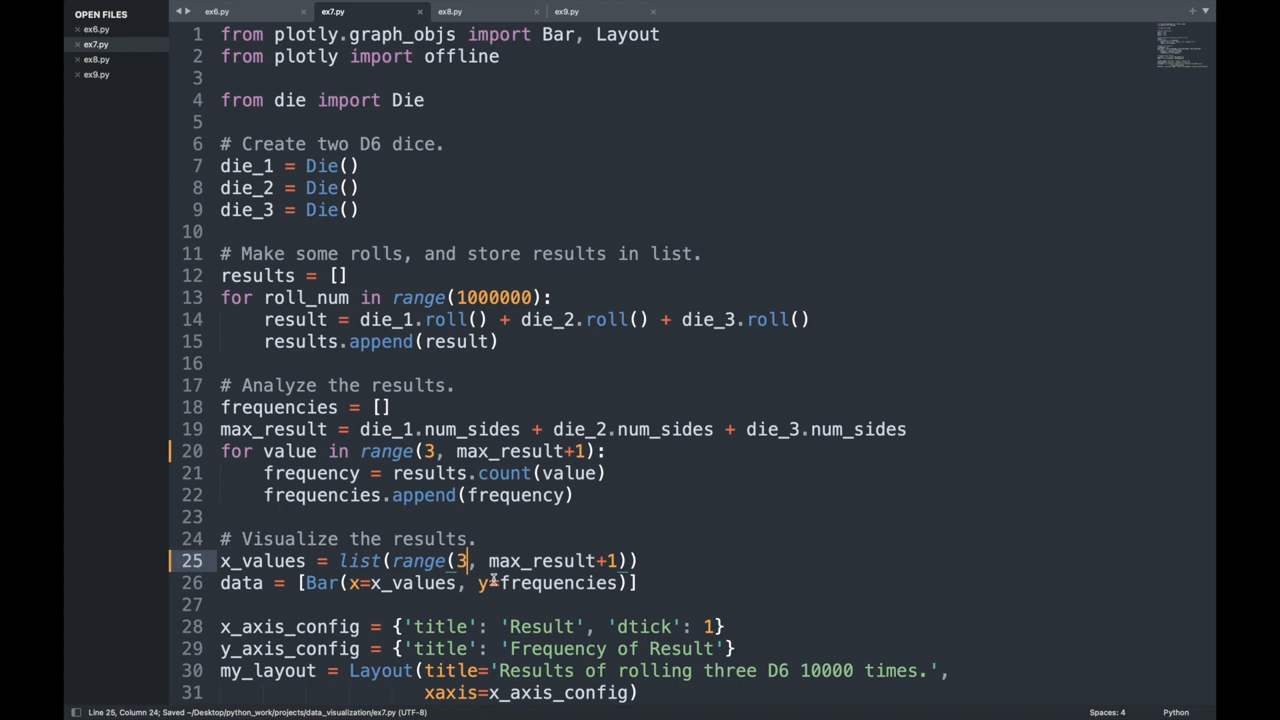 OPEN FILES
× ex6.py
× ex7.py
× ex8.py
× ex9.py
ex6.py × ex7.py × ex8.py × ex9.py ×
1 from plotly.graph_objs import Bar, Layout
2 from plotly import offline
3
4 from die import Die
5
6 # Create two D6 dice.
7 die_1 = Die()
8 die_2 = Die()
9 die_3 = Die()
10
11 # Make some rolls, and store results in list.
12 results = []
13 for roll_num in range(1000000):
14     result = die_1.roll() + die_2.roll() + die_3.roll()
15     results.append(result)
16
17 # Analyze the results.
18 frequencies = []
19 max_result = die_1.num_sides + die_2.num_sides + die_3.num_sides
20 for value in range(3, max_result+1):
21     frequency = results.count(value)
22     frequencies.append(frequency)
23
24 # Visualize the results.
25 x_values = list(range(3, max_result+1))
26 data = [Bar(x=x_values, y=frequencies)]
28 x_axis_config = {'title': 'Result', 'dtick': 1}
29 y_axis_config = {'title': 'Frequency of Result'}
30 my_layout = Layout(title='Results of rolling three D6 10000 times.',
31                    xaxis=x_axis_config)
Line 25, Column 24; Saved ~/Desktop/python_work/projects/data_visualization/ex7.py (UTF-8) Spaces: 4 Python